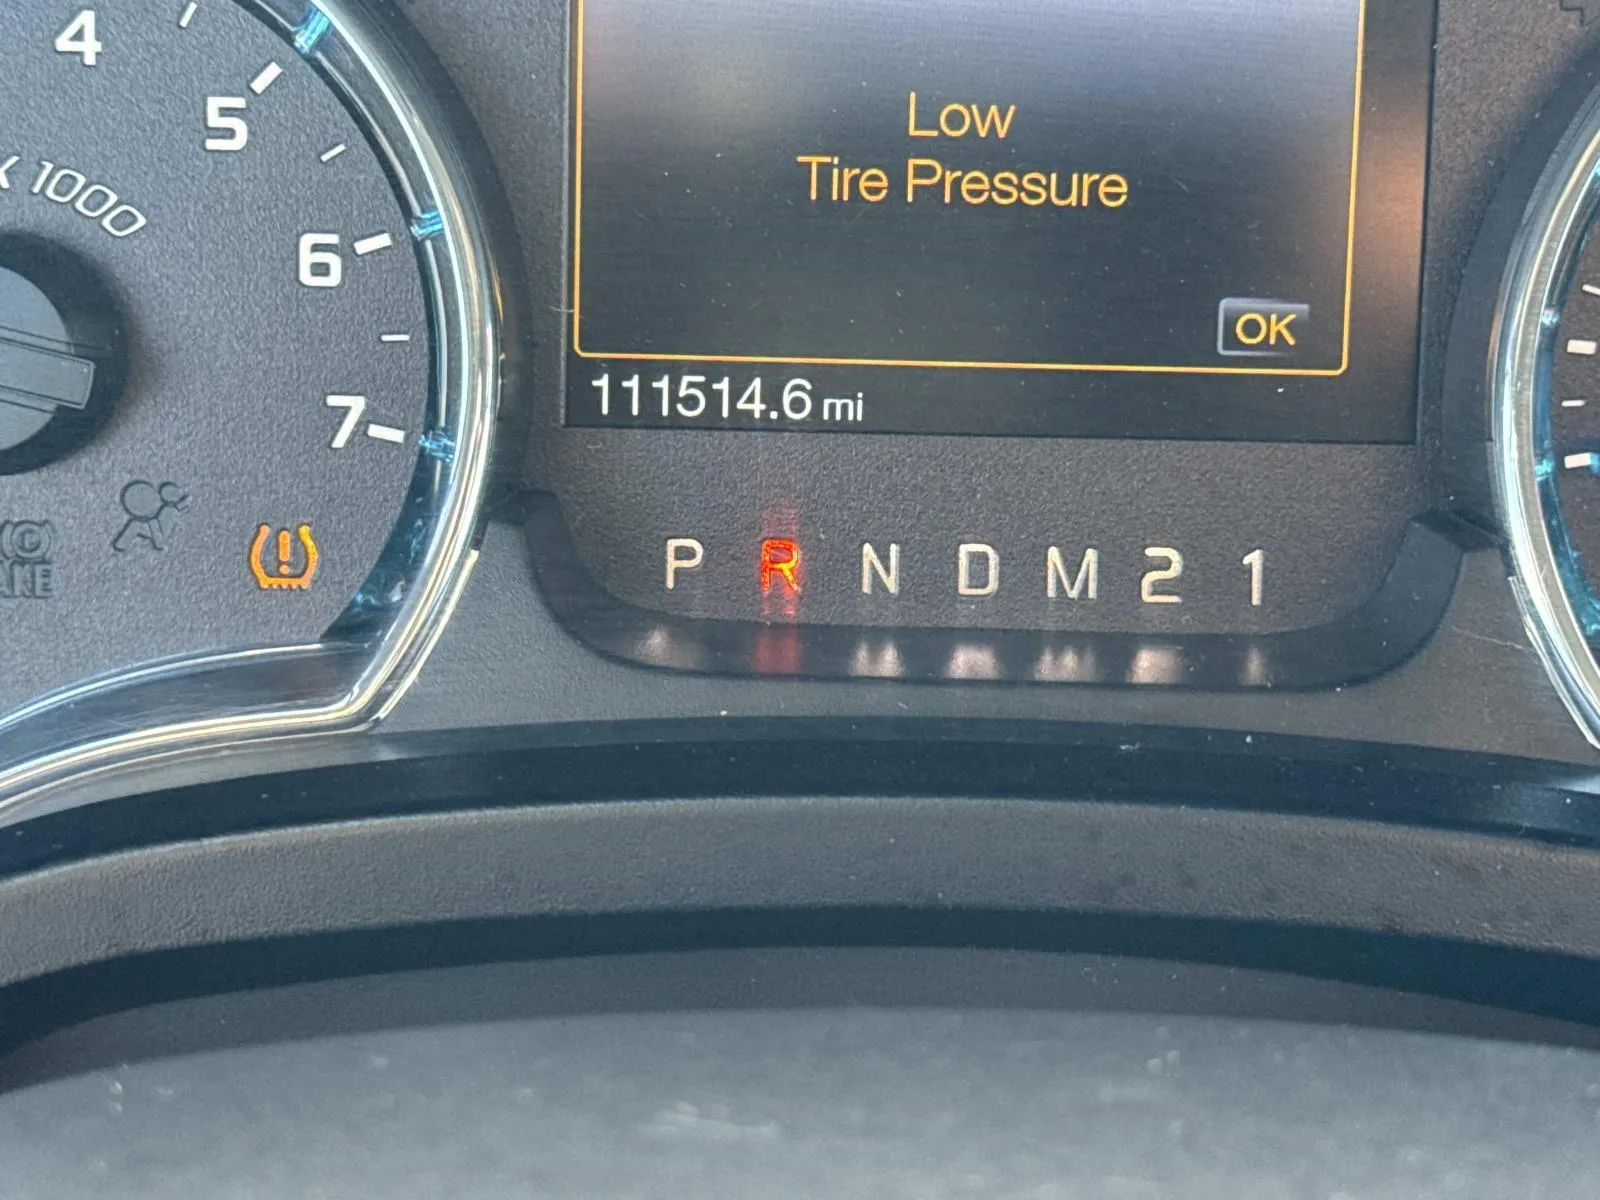 4
5
x 1000
6
7
Low
Tire Pressure
OK
111514.6 mi
P R N D M 2 1